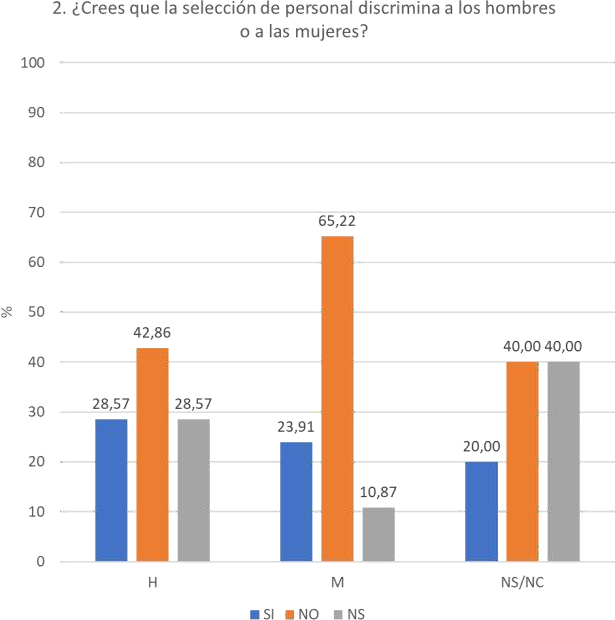 2. ¿Crees que la selección de personal discrimina a los hombres
o a las mujeres?
100
90
80
70
60
50
40
30
20
10
0
%
28,57
42,86
28,57
23,91
65,22
10,87
20,00
40,00
40,00
H
M
NS/NC
SI
NO
NS